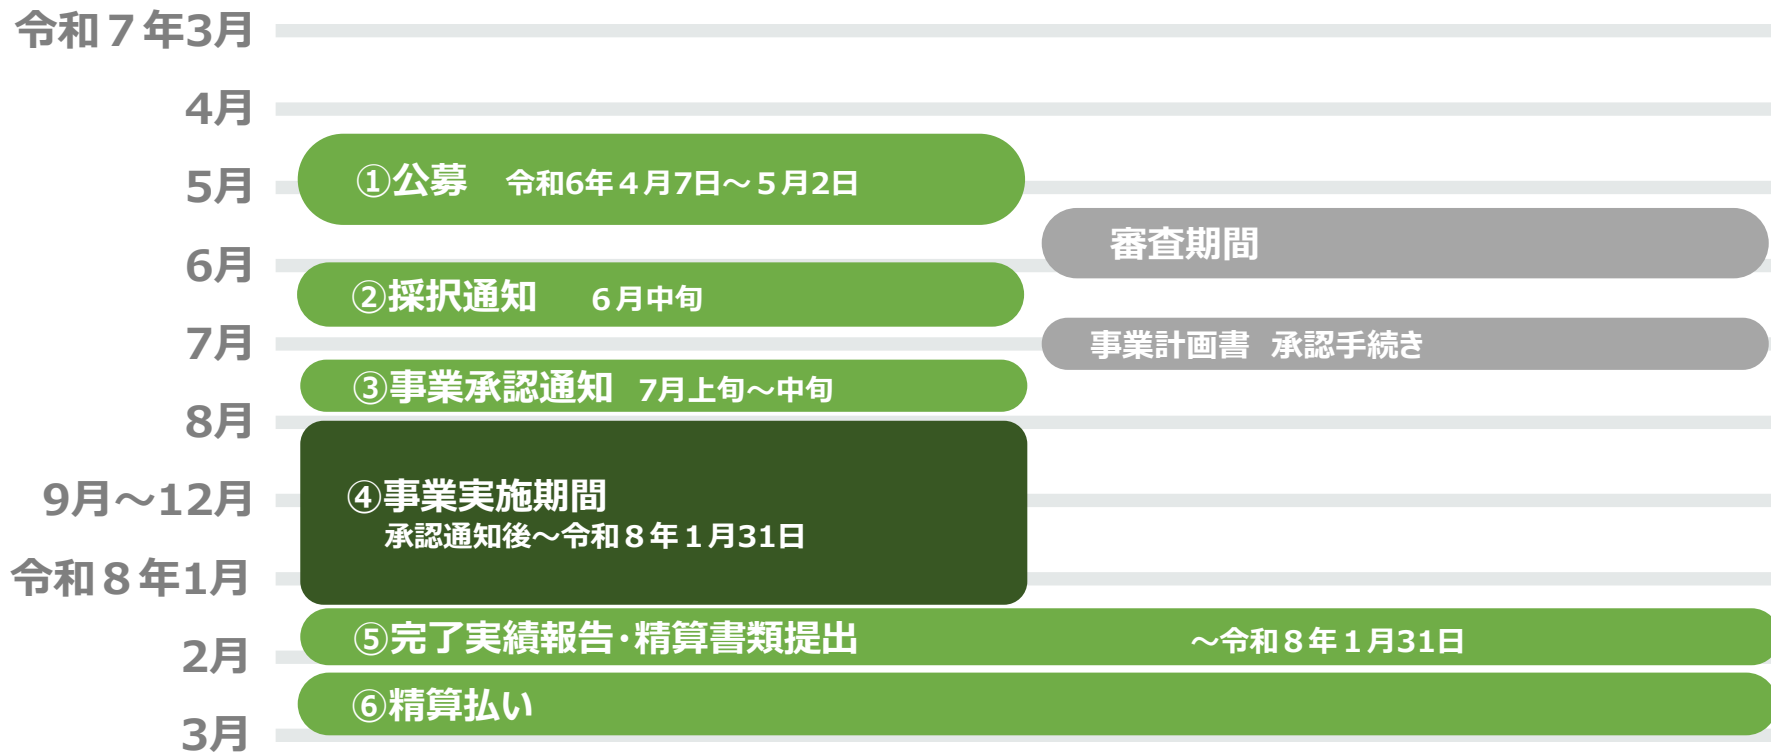 令和７年3月
4月
①公募　令和6年４月7日～５月2日
5月
審査期間
6月
②採択通知　６月中旬
7月
事業計画書　承認手続き
③事業承認通知　7月上旬～中旬
8月
9月～12月
④事業実施期間
承認通知後～令和８年１月31日
令和８年1月
⑤完了実績報告・精算書類提出　～令和８年１月31日
2月
⑥精算払い
3月